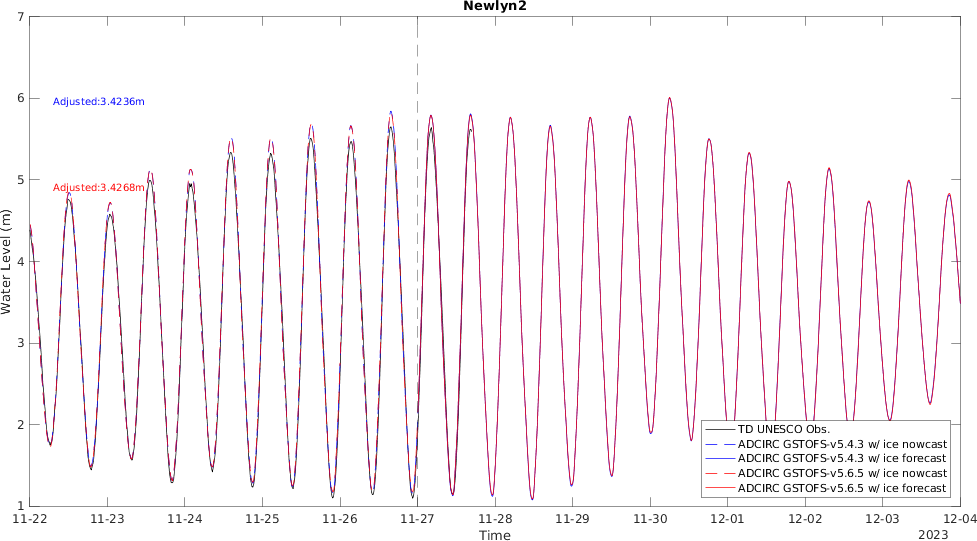 Newlyn2
7
6
5
4
3
2
1
Water Level (m)
Adjusted:3.4236m
Adjusted:3.4268m
TD UNESCO Obs.
ADCIRC GSTOFS-v5.4.3 w/ ice nowcast
ADCIRC GSTOFS-v5.4.3 w/ ice forecast
ADCIRC GSTOFS-v5.6.5 w/ ice nowcast
ADCIRC GSTOFS-v5.6.5 w/ ice forecast
11-22 11-23 11-24 11-25 11-26 11-27 11-28 11-29 11-30 12-01 12-02 12-03 12-04
Time
2023